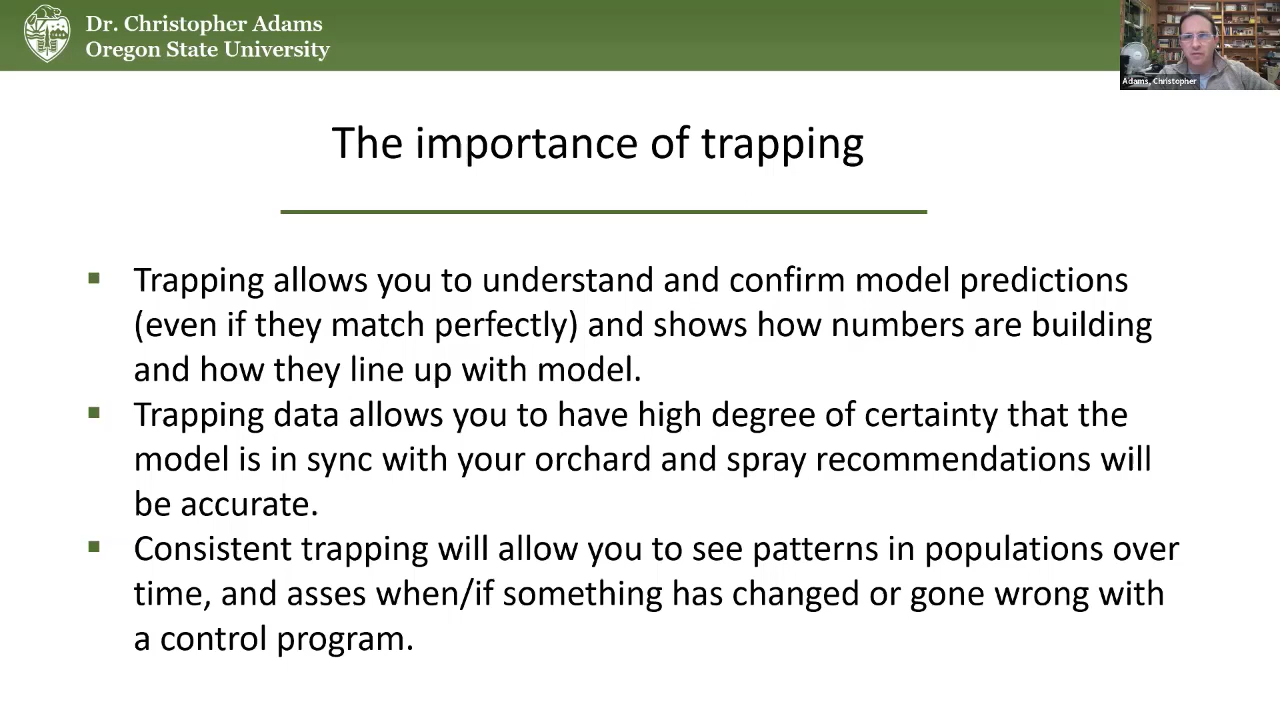 Dr. Christopher Adams
Oregon State University
Adams, Christopher
The importance of trapping
▪ Trapping allows you to understand and confirm model predictions
(even if they match perfectly) and shows how numbers are building
and how they line up with model.
▪ Trapping data allows you to have high degree of certainty that the
model is in sync with your orchard and spray recommendations will
be accurate.
▪ Consistent trapping will allow you to see patterns in populations over
time, and asses when/if something has changed or gone wrong with
a control program.